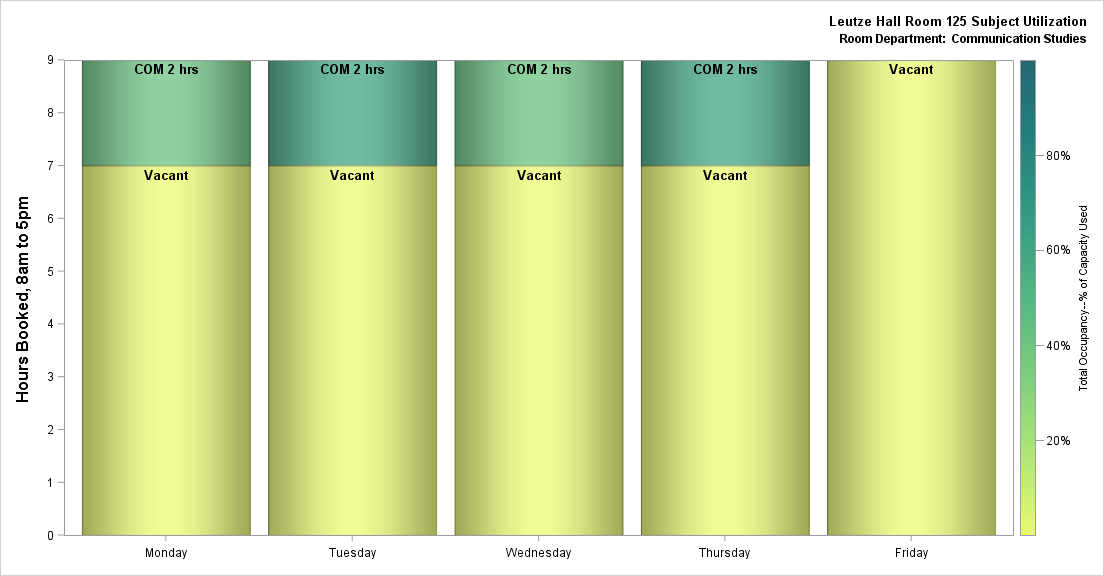 Leutze Hall Room 125 Subject Utilization
Room Department: Communication Studies
Hours Booked, 8am to 5pm
9
8
7
6
5
4
3
2
1
0
COM 2 hrs
COM 2 hrs
COM 2 hrs
COM 2 hrs
Vacant
Vacant
Vacant
Vacant
Vacant
Monday
Tuesday
Wednesday
Thursday
Friday
80%
60%
40%
20%
Total Occupancy--% of Capacity Used